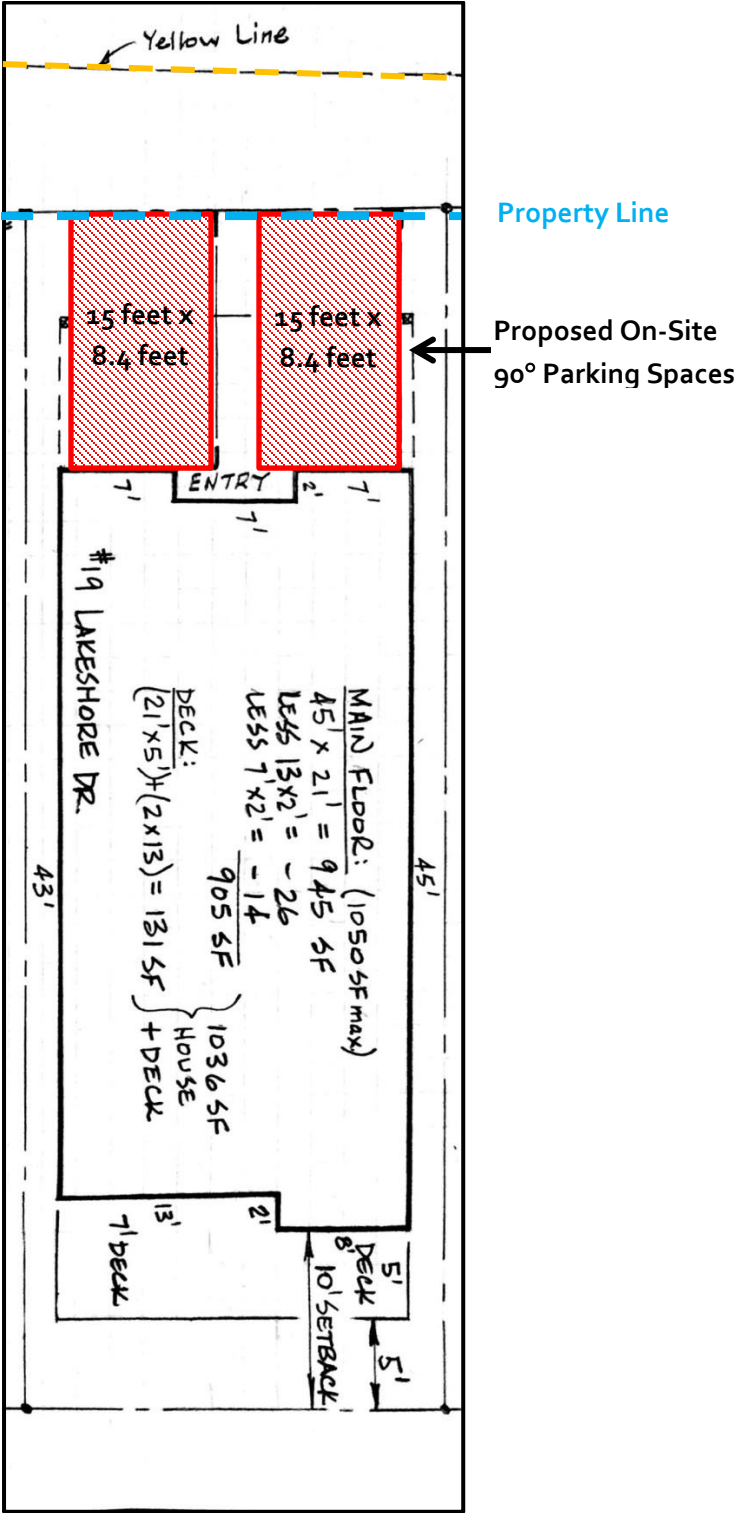 Yellow Line
Property Line
15 feet x
8.4 feet
15 feet x
8.4 feet
Proposed On-Site
90° Parking Spaces
7'
ENTRY
2'
7'
7'
#19 LAKESHORE DR
MAIN FLOOR: (1050 SF max)
45' x 21' = 945 SF
LESS 13x2' = - 26
LESS 7'x2' = - 14
905 SF
DECK:
(21'x5')+(2x13) = 131 SF
1036 SF
HOUSE
+ DECK
45'
43'
13'
2'
8'
7' DECK
5'
DECK
10' SETBACK
5'